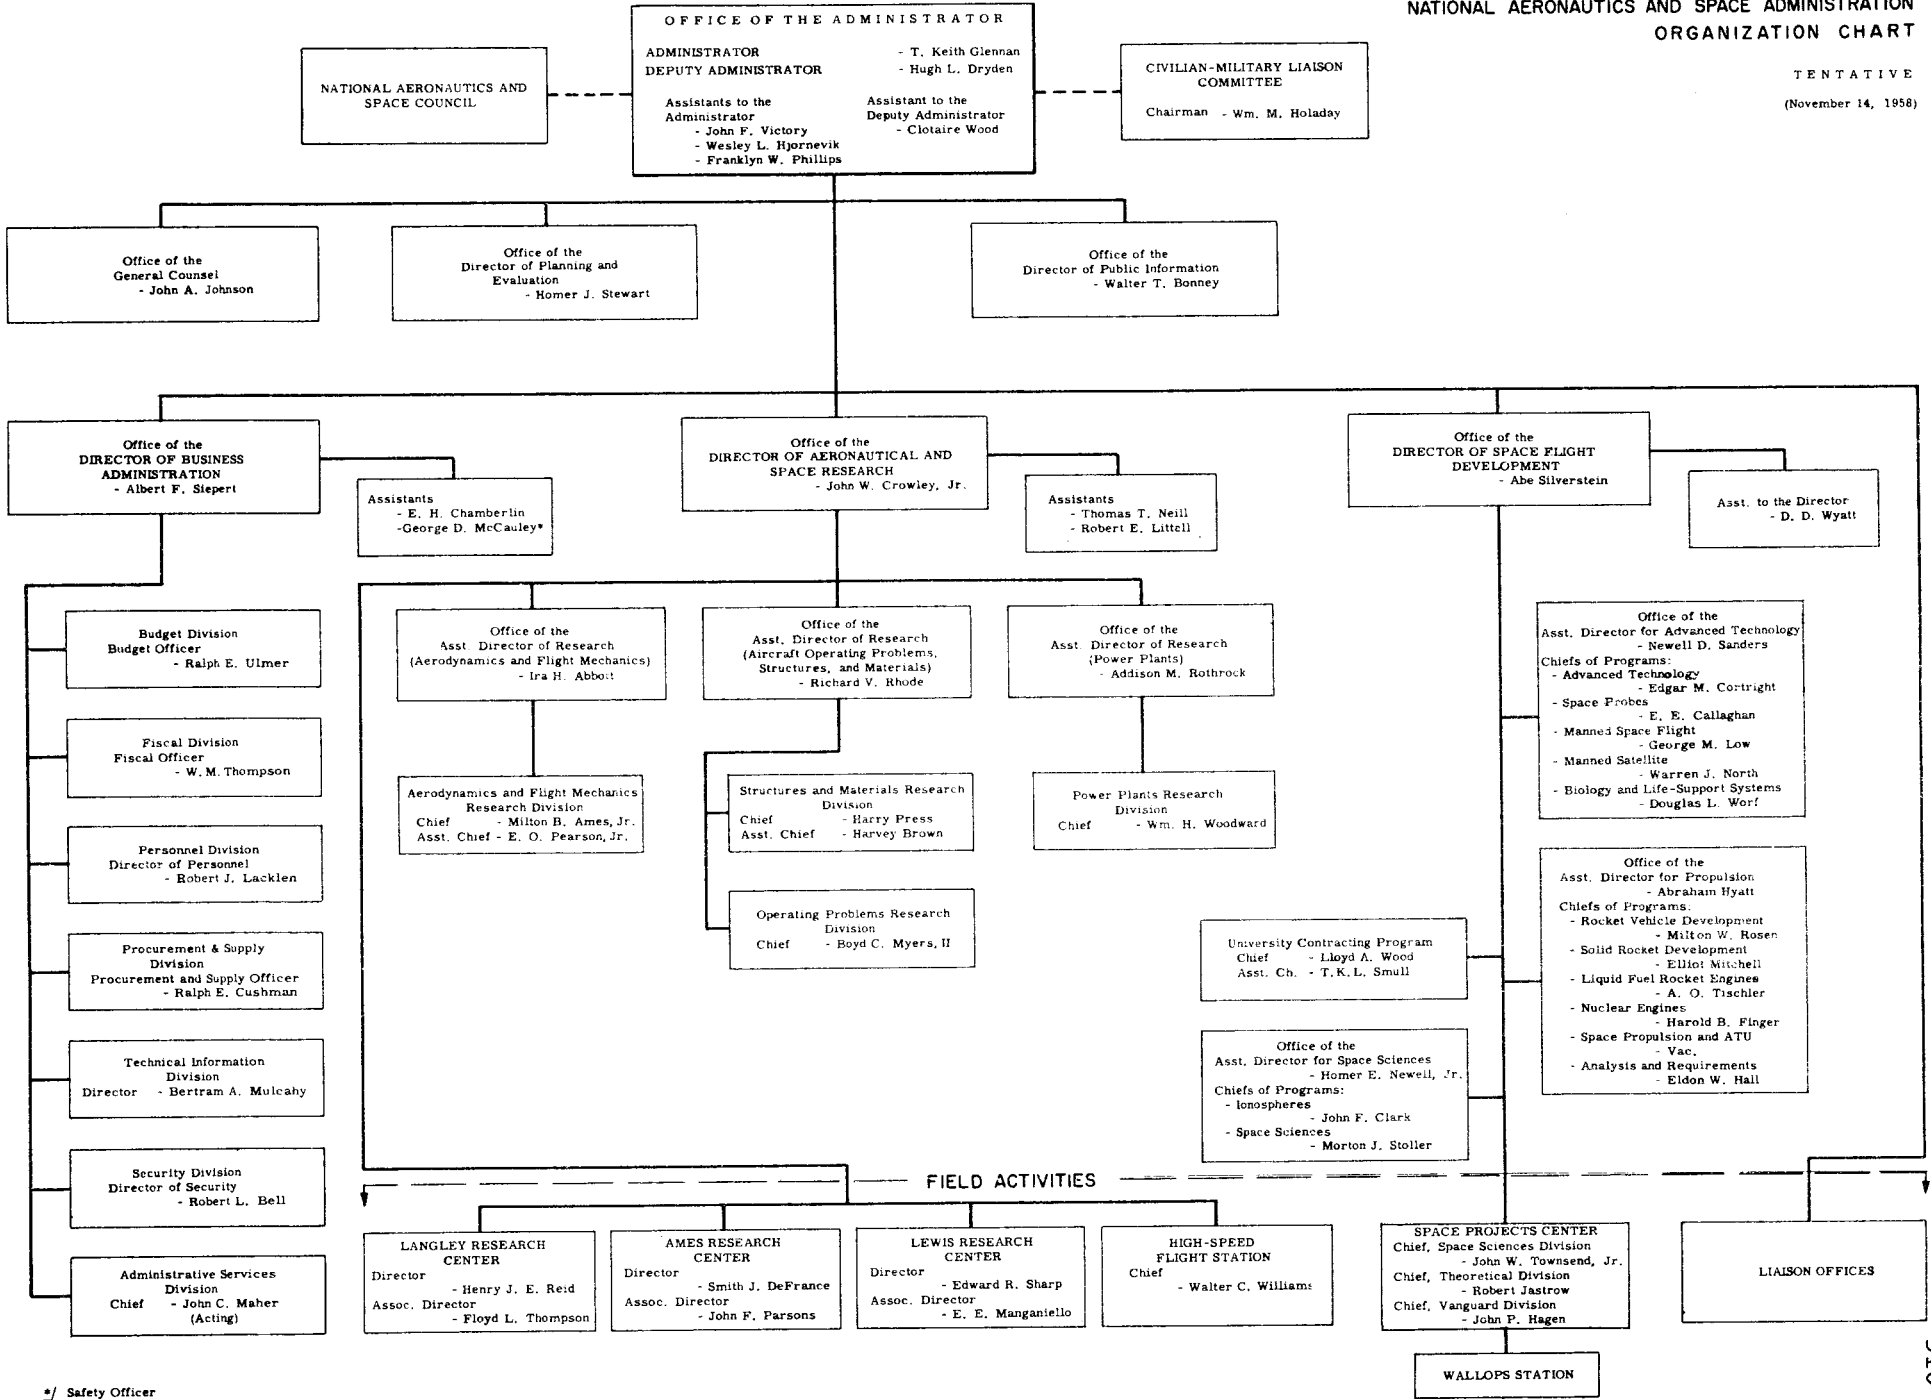 NATIONAL AERONAUTICS AND SPACE ADMINISTRATION
ORGANIZATION CHART
TENTATIVE
(November 14, 1958)
OFFICE OF THE ADMINISTRATOR
ADMINISTRATOR - T. Keith Glennan
DEPUTY ADMINISTRATOR - Hugh L. Dryden
Assistants to the
Administrator
- John F. Victory
- Wesley L. Hjornevik
- Franklyn W. Phillips
Assistant to the
Deputy Administrator
- Clotaire Wood
NATIONAL AERONAUTICS AND
SPACE COUNCIL
CIVILIAN-MILITARY LIAISON
COMMITTEE
Chairman - Wm. M. Holaday
Office of the
General Counsel
- John A. Johnson
Office of the
Director of Planning and
Evaluation
- Homer J. Stewart
Office of the
Director of Public Information
- Walter T. Bonney
Office of the
DIRECTOR OF BUSINESS
ADMINISTRATION
- Albert F. Siepert
Assistants
- E. H. Chamberlin
-George D. McCauley*
Office of the
DIRECTOR OF AERONAUTICAL AND
SPACE RESEARCH
- John W. Crowley, Jr.
Assistants
- Thomas T. Neill
- Robert E. Littell
Office of the
DIRECTOR OF SPACE FLIGHT
DEVELOPMENT
- Abe Silverstein
Asst. to the Director
- D. D. Wyatt
Budget Division
Budget Officer
- Ralph E. Ulmer
Fiscal Division
Fiscal Officer
- W. M. Thompson
Personnel Division
Director of Personnel
- Robert J. Lacklen
Procurement & Supply
Division
Procurement and Supply Officer
- Ralph E. Cushman
Technical Information
Division
Director - Bertram A. Mulcahy
Security Division
Director of Security
- Robert L. Bell
Administrative Services
Division
Chief - John C. Maher
(Acting)
Office of the
Asst. Director of Research
(Aerodynamics and Flight Mechanics)
- Ira H. Abbott
Office of the
Asst. Director of Research
(Aircraft Operating Problems,
Structures, and Materials)
- Richard V. Rhode
Office of the
Asst. Director of Research
(Power Plants)
- Addison M. Rothrock
Aerodynamics and Flight Mechanics
Research Division
Chief - Milton B. Ames, Jr.
Asst. Chief - E. O. Pearson, Jr.
Structures and Materials Research
Division
Chief - Harry Press
Asst. Chief - Harvey Brown
Operating Problems Research
Division
Chief - Boyd C. Myers, II
Power Plants Research
Division
Chief - Wm. H. Woodward
Office of the
Asst. Director for Advanced Technology
- Newell D. Sanders
Chiefs of Programs:
- Advanced Technology
- Edgar M. Cortright
- Space Probes
- E. E. Callaghan
- Manned Space Flight
- George M. Low
- Manned Satellite
- Warren J. North
- Biology and Life-Support Systems
- Douglas L. Worf
Office of the
Asst. Director for Propulsion
- Abraham Hyatt
Chiefs of Programs:
- Rocket Vehicle Development
- Milton W. Rosen
- Solid Rocket Development
- Elliot Mitchell
- Liquid Fuel Rocket Engines
- A. O. Tischler
- Nuclear Engines
- Harold B. Finger
- Space Propulsion and ATU
- Vac.
- Analysis and Requirements
- Eldon W. Hall
University Contracting Program
Chief - Lloyd A. Wood
Asst. Ch. - T. K. L. Smull
Office of the
Asst. Director for Space Sciences
- Homer E. Newell, Jr.
Chiefs of Programs:
- Ionospheres
- John F. Clark
- Space Sciences
- Morton J. Stoller
FIELD ACTIVITIES
LANGLEY RESEARCH
CENTER
Director
- Henry J. E. Reid
Assoc. Director
- Floyd L. Thompson
AMES RESEARCH
CENTER
Director
- Smith J. DeFrance
Assoc. Director
- John F. Parsons
LEWIS RESEARCH
CENTER
Director
- Edward R. Sharp
Assoc. Director
- E. E. Manganiello
HIGH-SPEED
FLIGHT STATION
Chief
- Walter C. Williams
SPACE PROJECTS CENTER
Chief, Space Sciences Division
- John W. Townsend, Jr.
Chief, Theoretical Division
- Robert Jastrow
Chief, Vanguard Division
- John P. Hagen
LIAISON OFFICES
WALLOPS STATION
*/ Safety Officer